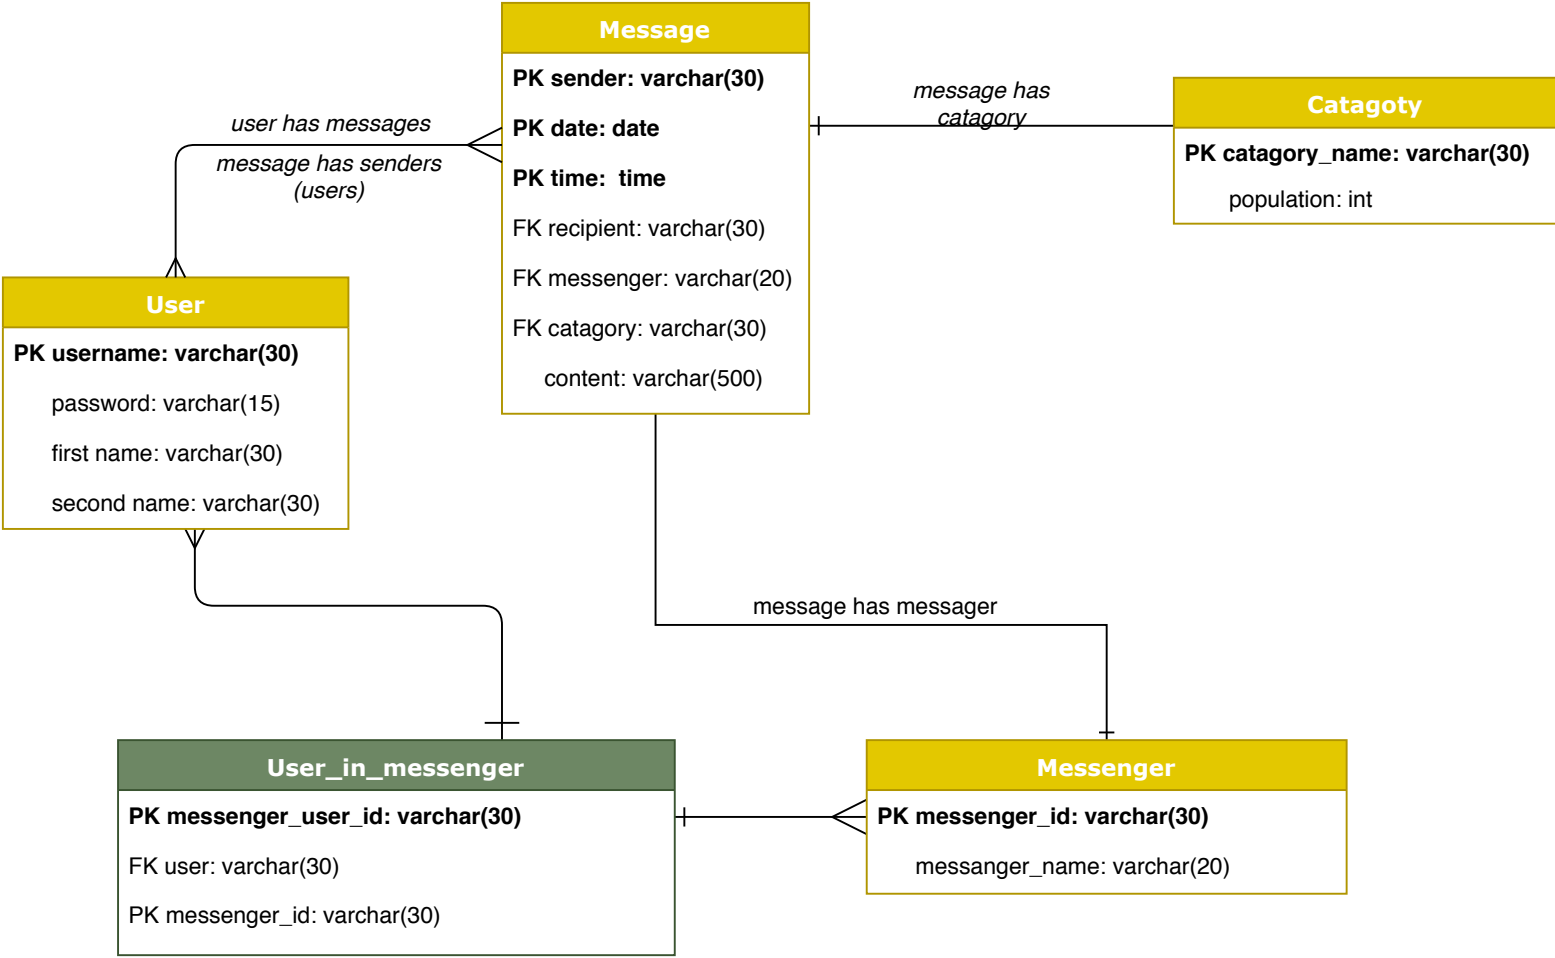 Message
PK sender: varchar(30)
PK date: date
PK time:  time
FK recipient: varchar(30)
FK messenger: varchar(20)
FK catagory: varchar(30)
content: varchar(500)
message has
catagory
Catagoty
PK catagory_name: varchar(30)
population: int
user has messages
message has senders
(users)
User
PK username: varchar(30)
password: varchar(15)
first name: varchar(30)
second name: varchar(30)
message has messager
User_in_messenger
PK messenger_user_id: varchar(30)
FK user: varchar(30)
PK messenger_id: varchar(30)
Messenger
PK messenger_id: varchar(30)
messanger_name: varchar(20)